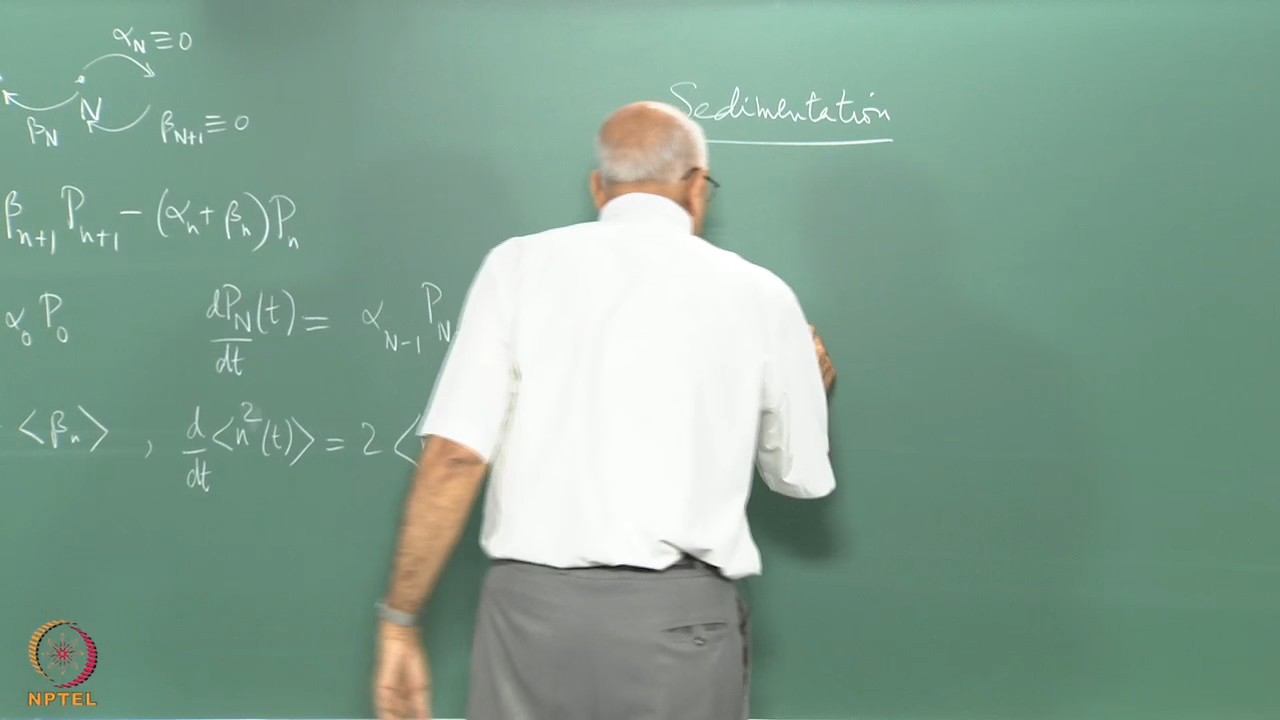 α_N ≡ 0
N
β_N
β_{N+1} ≡ 0
Sedimentation
β_{n+1} P_{n+1} - (α_n + β_n) P_n
α_0 P_0
dP_N(t)/dt = α_{N-1} P_N
<β_n> , d/dt <n²(t)> = 2 <
NPTEL